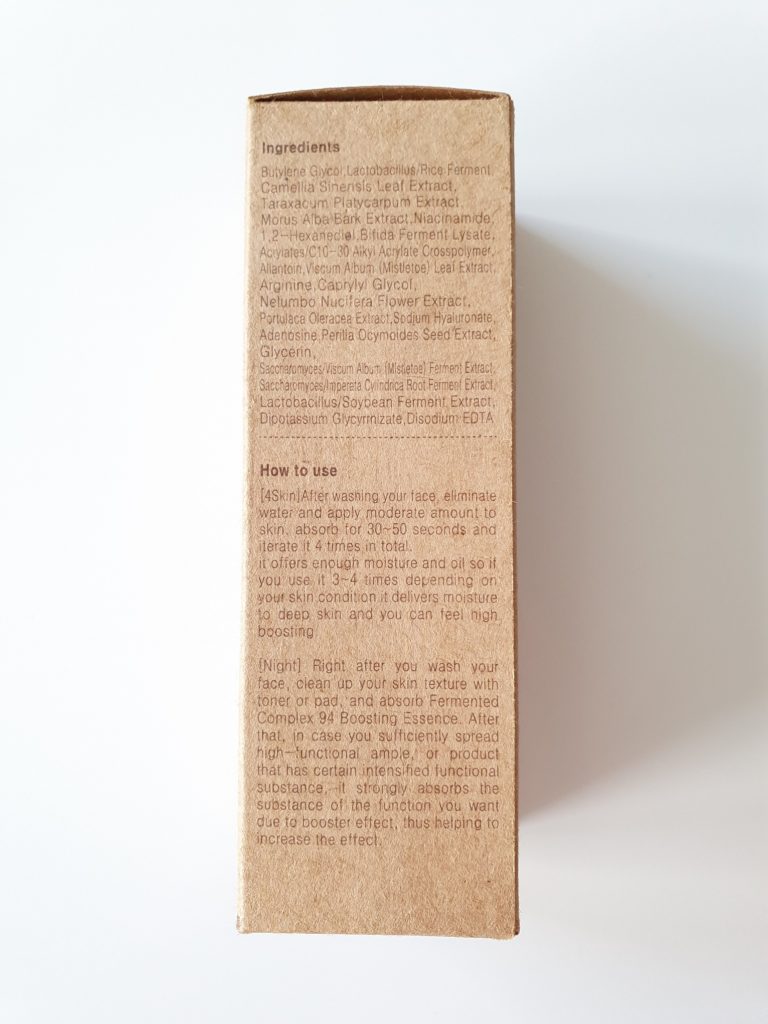 Ingredients
Butylene Glycol,Lactobacillus/Rice Ferment,
Camellia Sinensis Leaf Extract,
Taraxacum Platycarpum Extract,
Morus Alba Bark Extract,Niacinamide,
1,2-Hexanediol,Bifida Ferment Lysate,
Acrylates/C10-30 Alkyl Acrylate Crosspolymer,
Allantoin,Viscum Album (Mistletoe) Leaf Extract,
Arginine,Caprylyl Glycol,
Nelumbo Nucifera Flower Extract,
Portulaca Oleracea Extract,Sodium Hyaluronate,
Adenosine,Perilla Ocymoides Seed Extract,
Glycerin,
Saccharomyces/Viscum Album (Mistletoe) Ferment Extract,
Saccharomyces/Imperata Cylindrica Root Ferment Extract,
Lactobacillus/Soybean Ferment Extract,
Dipotassium Glycyrrhizate,Disodium EDTA
How to use
[4Skin]After washing your face, eliminate
water and apply moderate amount to
skin, absorb for 30~50 seconds and
iterate it 4 times in total.
it offers enough moisture and oil so if
you use it 3~4 times depending on
your skin condition it delivers moisture
to deep skin and you can feel high
boosting
[Night] Right after you wash your
face, clean up your skin texture with
toner or pad, and absorb Fermented
Complex 94 Boosting Essence. After
that, in case you sufficiently spread
high-functional ample, or product
that has certain intensified functional
substance, it strongly absorbs the
substance of the function you want
due to booster effect, thus helping to
increase the effect.